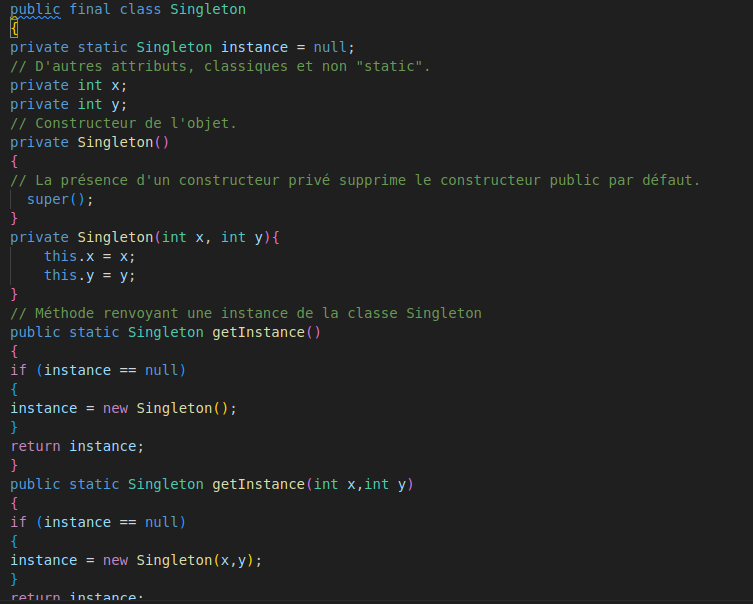 public final class Singleton
{
private static Singleton instance = null;
// D'autres attributs, classiques et non "static".
private int x;
private int y;
// Constructeur de l'objet.
private Singleton()
{
// La présence d'un constructeur privé supprime le constructeur public par défaut.
super();
}
private Singleton(int x, int y){
this.x = x;
this.y = y;
}
// Méthode renvoyant une instance de la classe Singleton
public static Singleton getInstance()
{
if (instance == null)
{
instance = new Singleton();
}
return instance;
}
public static Singleton getInstance(int x,int y)
{
if (instance == null)
{
instance = new Singleton(x,y);
}
return instance;